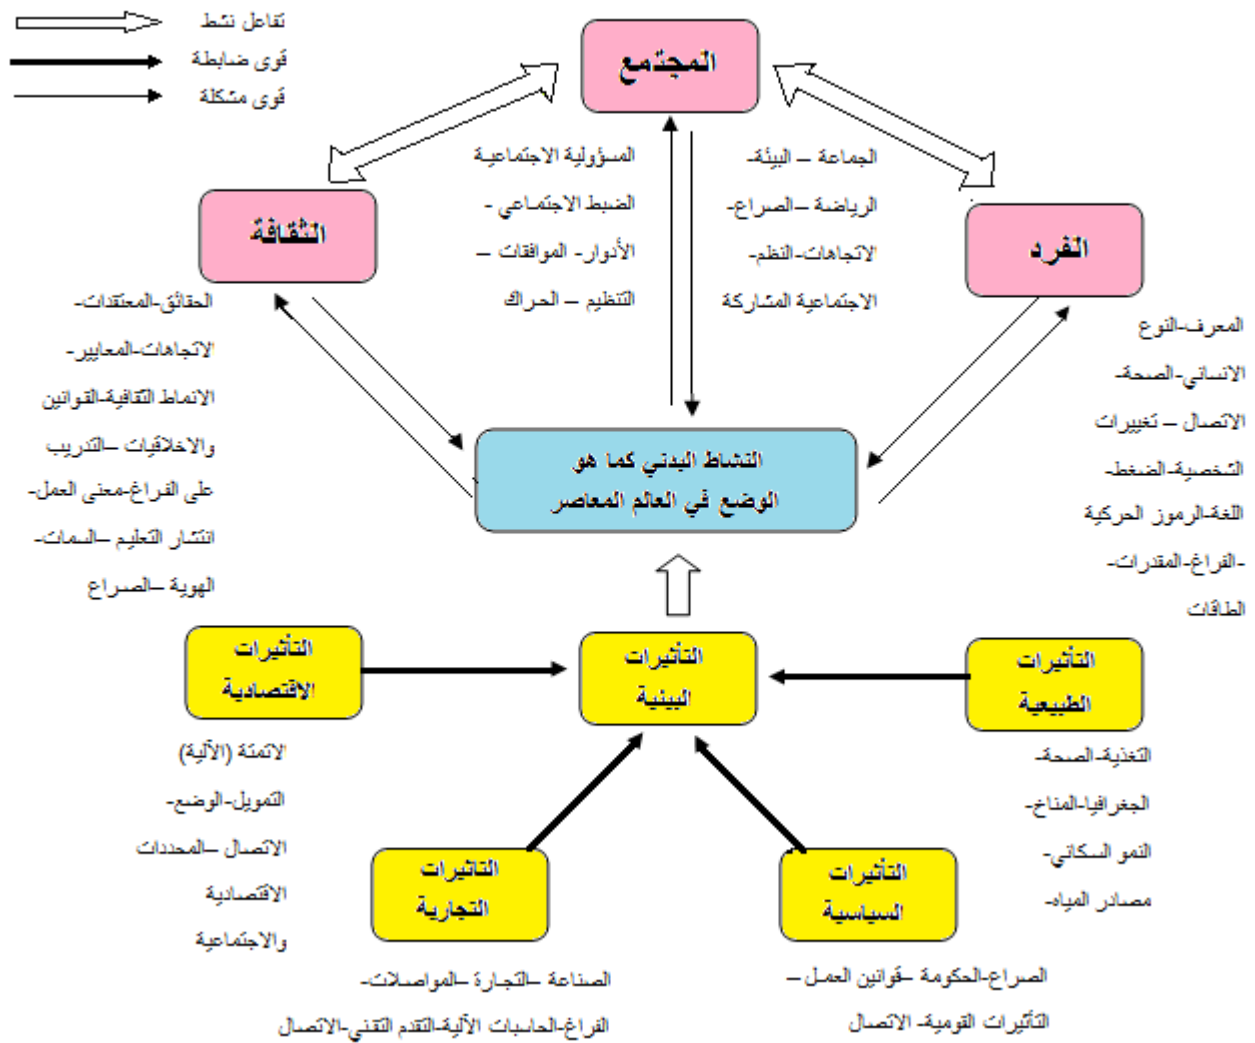 تفاعل نشط
قوى ضابطة
قوى مشكلة
المجتمع
الثقافة
الفرد
المسؤولية الاجتماعية
الضبط الاجتماعي -
الأدوار- الموافقات –
التنظيم – الحراك
الجماعة – البيئة-
الرياضة –الصراع-
الاتجاهات-النظم-
الاجتماعية المشاركة
الحقائق-المعتقدات-
الاتجاهات-المعايير-
الانماط الثقافية-القوانين
والاخلاقيات –التدريب
على الفراغ-معنى العمل-
انتشار التعليم –السمات-
الهوية –الصراع
المعرف-النوع
الانساني-الصحة-
الاتصال – تغييرات
الشخصية-الضغط-
اللغة-الرموز الحركية
-الفراغ-المقدرات-
الطاقات
النشاط البدني كما هو
الوضع في العالم المعاصر
التأثيرات
الاقتصادية
التأثيرات
البينية
التأثيرات
الطبيعية
الاتمتة (الآلية)
التمويل-الوضع-
الاتصال –المحددات
الاقتصادية
والاجتماعية
التغذية-الصحة-
الجغرافيا-المناخ-
النمو السكاني-
مصادر المياه-
التاثيرات
التجارية
التأثيرات
السياسية
الصناعة –التجارة –المواصلات-
الفراغ-الحاسبات الآلية-التقدم التقني-الاتصال
الصراع-الحكومة –قوانين العمل –
التأثيرات القومية- الاتصال